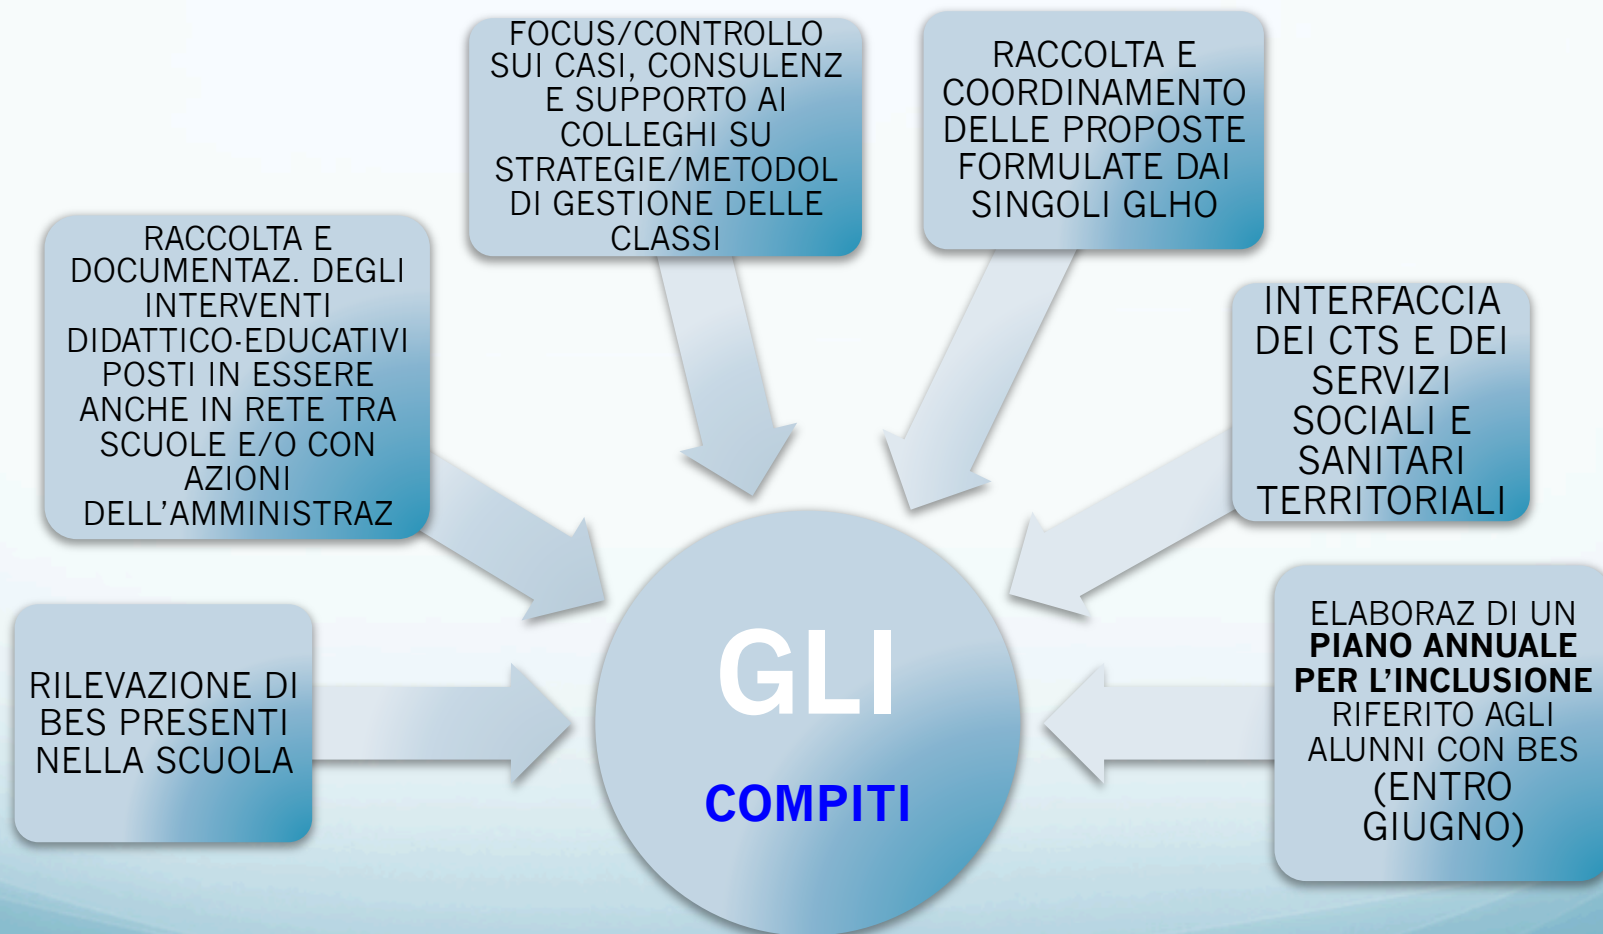 RILEVAZIONE DI
BES PRESENTI
NELLA SCUOLA
RACCOLTA E
DOCUMENTAZ. DEGLI
INTERVENTI
DIDATTICO-EDUCATIVI
POSTI IN ESSERE
ANCHE IN RETE TRA
SCUOLE E/O CON
AZIONI
DELL’AMMINISTRAZ
FOCUS/CONTROLLO
SUI CASI, CONSULENZ
E SUPPORTO AI
COLLEGHI SU
STRATEGIE/METODOL
DI GESTIONE DELLE
CLASSI
RACCOLTA E
COORDINAMENTO
DELLE PROPOSTE
FORMULATE DAI
SINGOLI GLHO
INTERFACCIA
DEI CTS E DEI
SERVIZI
SOCIALI E
SANITARI
TERRITORIALI
ELABORAZ DI UN
PIANO ANNUALE
PER L’INCLUSIONE
RIFERITO AGLI
ALUNNI CON BES
(ENTRO
GIUGNO)
GLI
COMPITI